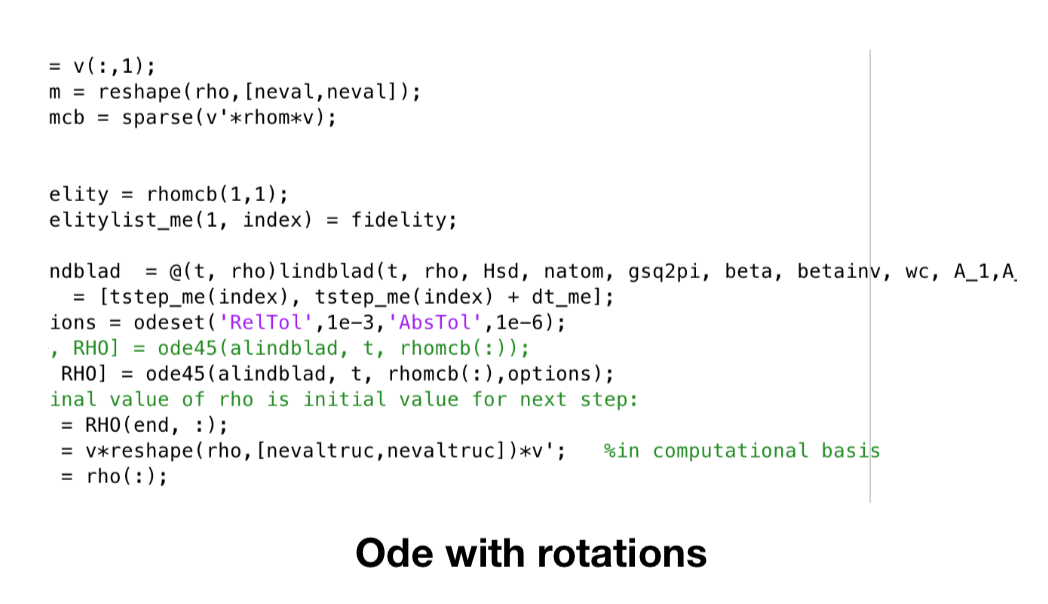 = v(:,1);
m = reshape(rho,[neval,neval]);
mcb = sparse(v'*rhom*v);
elity = rhomcb(1,1);
elitylist_me(1, index) = fidelity;
ndblad  = @(t, rho)lindblad(t, rho, Hsd, natom, gsq2pi, beta, betainv, wc, A_1,A_
= [tstep_me(index), tstep_me(index) + dt_me];
ions = odeset('RelTol',1e-3,'AbsTol',1e-6);
, RHO] = ode45(alindblad, t, rhomcb(:));
RHO] = ode45(alindblad, t, rhomcb(:),options);
inal value of rho is initial value for next step:
= RHO(end, :);
= v*reshape(rho,[nevaltruc,nevaltruc])*v';   %in computational basis
= rho(:);
Ode with rotations